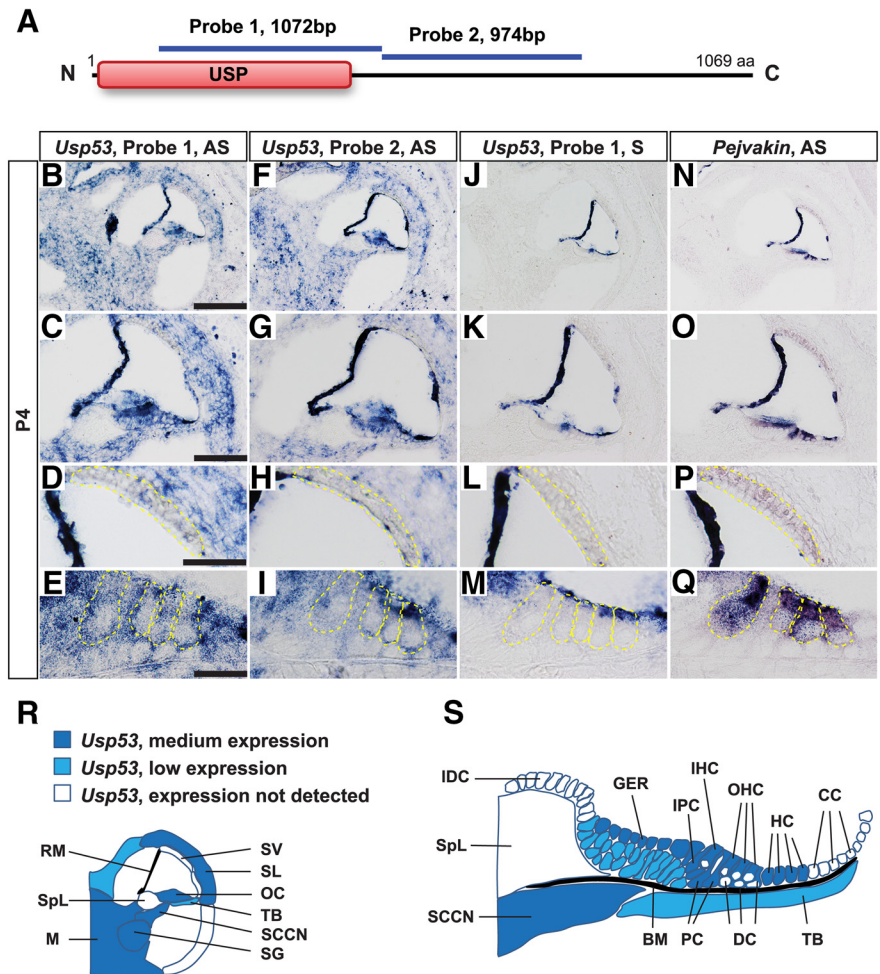 A
Probe 1, 1072bp
Probe 2, 974bp
N 1 USP 1069 aa C
Usp53, Probe 1, AS
Usp53, Probe 2, AS
Usp53, Probe 1, S
Pejvakin, AS
P4
B F J N
C G K O
D H L P
E I M Q
R
Usp53, medium expression
Usp53, low expression
Usp53, expression not detected
RM
SpL
M
SV
SL
OC
TB
SCCN
SG
S
IDC
SpL
SCCN
GER
IPC
IHC
OHC
HC
CC
BM
PC
DC
TB